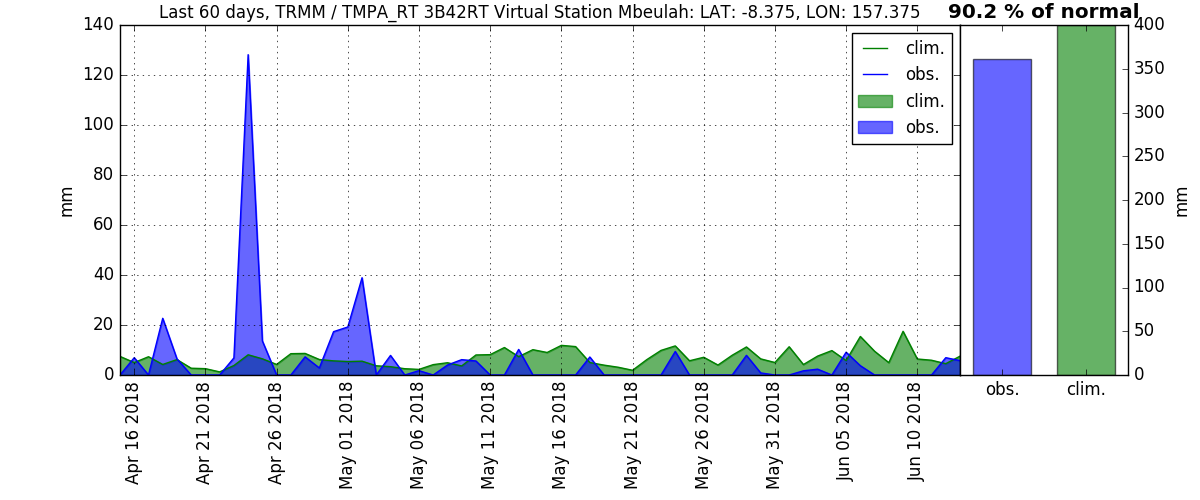 Last 60 days, TRMM / TMPA_RT 3B42RT Virtual Station Mbeulah: LAT: -8.375, LON: 157.375
90.2 % of normal
140
120
100
80
60
40
20
0
mm
clim.
obs.
clim.
obs.
400
350
300
250
200
150
100
50
0
mm
obs.
clim.
Apr 16 2018
Apr 21 2018
Apr 26 2018
May 01 2018
May 06 2018
May 11 2018
May 16 2018
May 21 2018
May 26 2018
May 31 2018
Jun 05 2018
Jun 10 2018